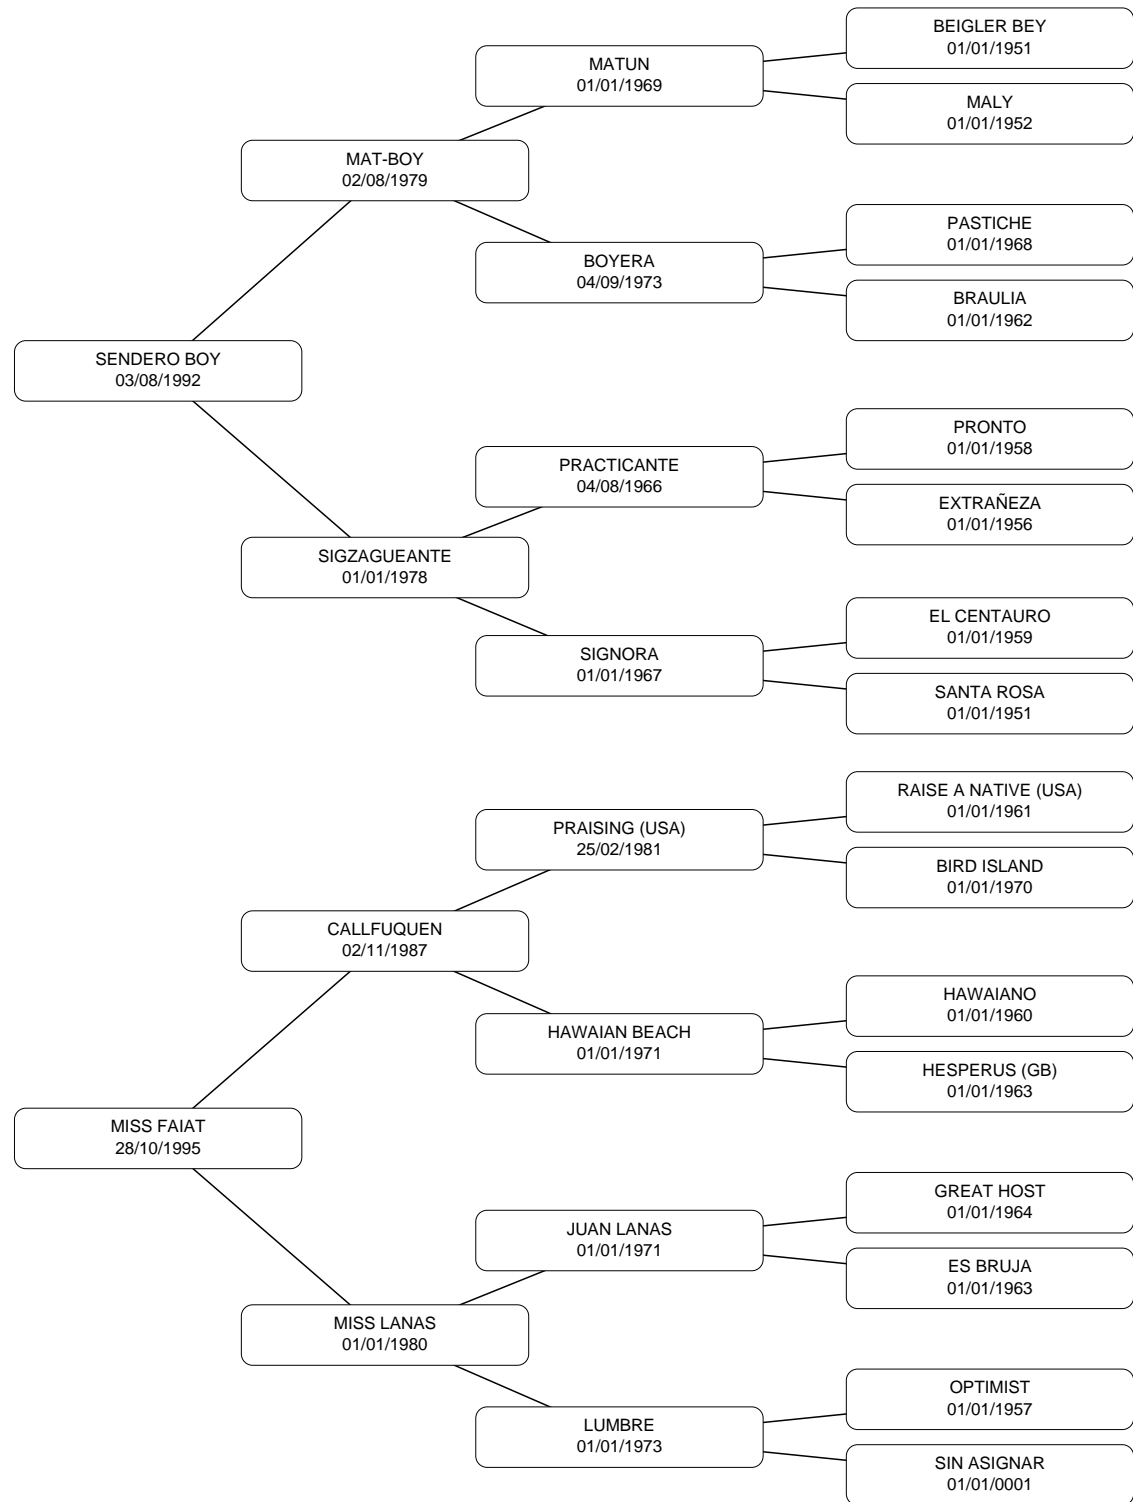 BEIGLER BEY
01/01/1951
MATUN
01/01/1969
MALY
01/01/1952
MAT-BOY
02/08/1979
PASTICHE
01/01/1968
BOYERA
04/09/1973
BRAULIA
01/01/1962
SENDERO BOY
03/08/1992
PRONTO
01/01/1958
PRACTICANTE
04/08/1966
EXTRAÑEZA
01/01/1956
SIGZAGUEANTE
01/01/1978
EL CENTAURO
01/01/1959
SIGNORA
01/01/1967
SANTA ROSA
01/01/1951
RAISE A NATIVE (USA)
01/01/1961
PRAISING (USA)
25/02/1981
BIRD ISLAND
01/01/1970
CALLFUQUEN
02/11/1987
HAWAIANO
01/01/1960
HAWAIAN BEACH
01/01/1971
HESPERUS (GB)
01/01/1963
MISS FAIAT
28/10/1995
GREAT HOST
01/01/1964
JUAN LANAS
01/01/1971
ES BRUJA
01/01/1963
MISS LANAS
01/01/1980
OPTIMIST
01/01/1957
LUMBRE
01/01/1973
SIN ASIGNAR
01/01/0001